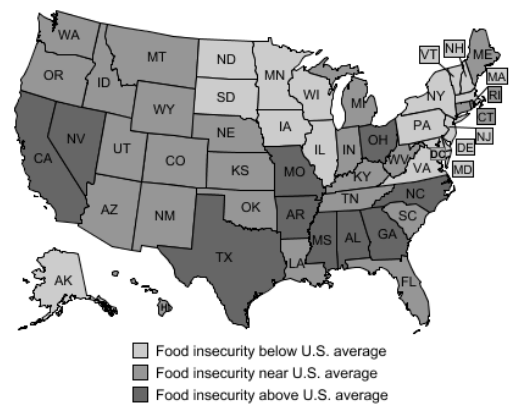 WA
MT
ND
MN
VT
NH
ME
OR
ID
SD
WI
MI
NY
MA
RI
WY
CT
IA
PA
NJ
NV
NE
OH
DE
CA
UT
CO
IL
IN
WV
DC
MD
KS
MO
KY
VA
AZ
NM
OK
AR
TN
NC
SC
TX
MS
AL
GA
LA
AK
FL
H
Food insecurity below U.S. average
Food insecurity near U.S. average
Food insecurity above U.S. average